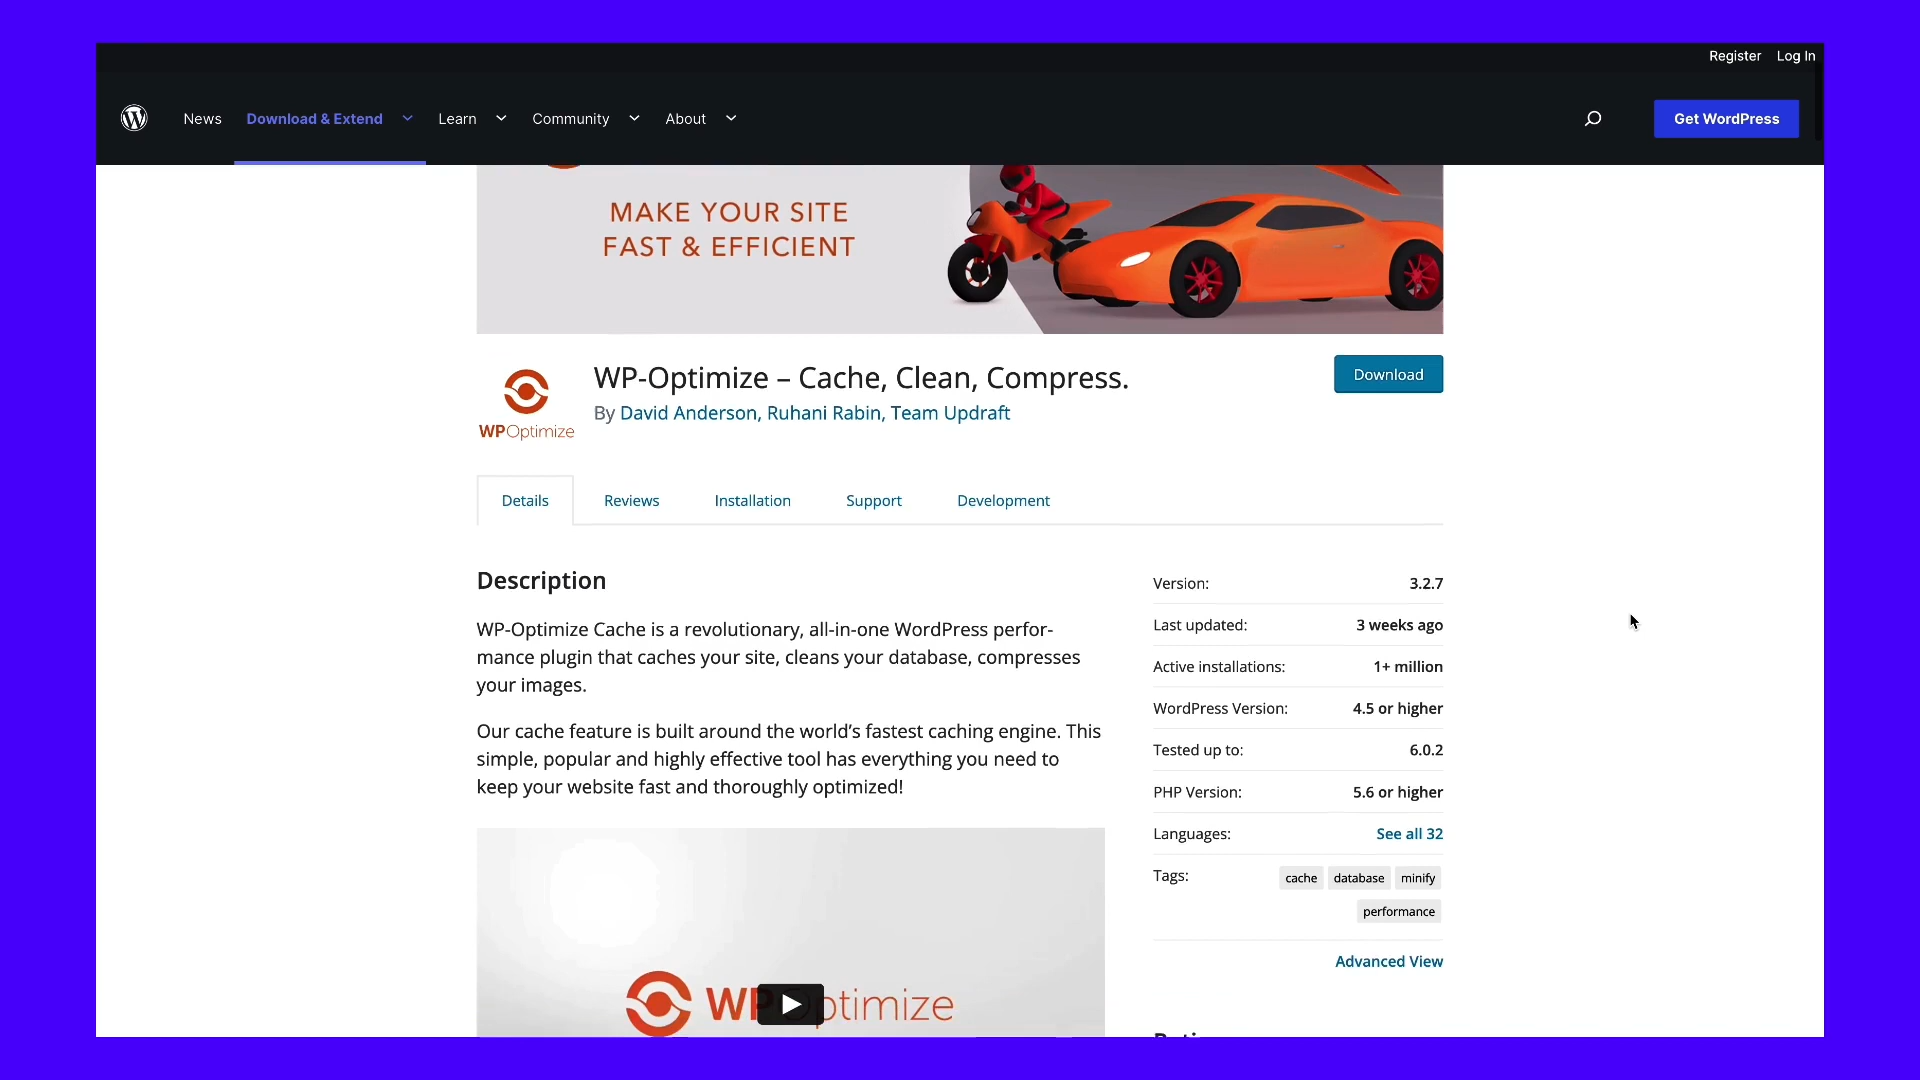 Register Log In
News Download & Extend Learn Community About Get WordPress
MAKE YOUR SITE
FAST & EFFICIENT
WP-Optimize – Cache, Clean, Compress.
By David Anderson, Ruhani Rabin, Team Updraft
Download
WPOptimize
Details Reviews Installation Support Development
Description
WP-Optimize Cache is a revolutionary, all-in-one WordPress perfor-
mance plugin that caches your site, cleans your database, compresses
your images.
Our cache feature is built around the world's fastest caching engine. This
simple, popular and highly effective tool has everything you need to
keep your website fast and thoroughly optimized!
Version: 3.2.7
Last updated: 3 weeks ago
Active installations: 1+ million
WordPress Version: 4.5 or higher
Tested up to: 6.0.2
PHP Version: 5.6 or higher
Languages: See all 32
Tags: cache database minify
performance
Advanced View
WPOptimize